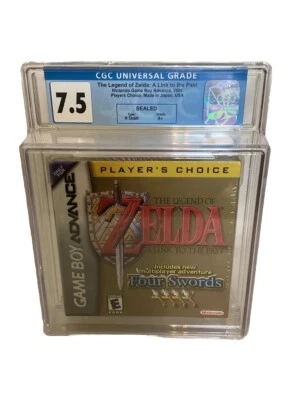 CGC UNIVERSAL GRADE
7.5
The Legend of Zelda: A Link to the Past
Nintendo Game Boy Advance, 2005
Players Choice, Made in Japan, USA
SEALED
PLAYER'S CHOICE
GAME BOY ADVANCE
THE LEGEND OF
ZELDA
A LINK TO THE PAST
Includes new
multiplayer adventure
Four Swords
E
Nintendo